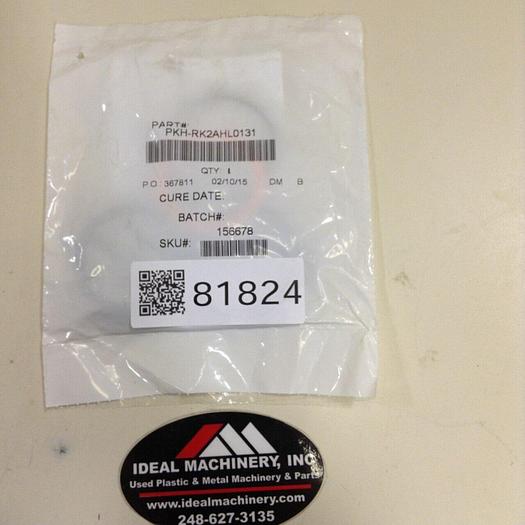 PART#:
PKH-RK2AHL0131
QTY: 1
P.O.: 367811 02/10/15 DM B
CURE DATE:
BATCH#:
156678
SKU#:
81824
IDEAL MACHINERY, INC
Used Plastic & Metal Machinery & Parts
www.idealmachinery.com
248-627-3135